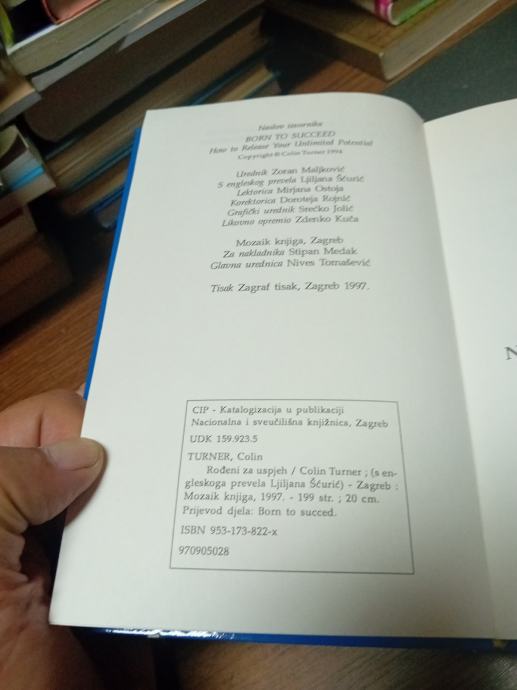 Naslov izvornika
BORN TO SUCCEED
How to Release Your Unlimited Potential
Copyright © Colin Turner 1994
Urednik Zoran Maljković
S engleskog prevela Ljiljana Šćurić
Lektorica Mirjana Ostoja
Korektorica Doroteja Rojnić
Grafički urednik Srećko Jolić
Likovno opremio Zdenko Kuča
Mozaik knjiga, Zagreb
Za nakladnika Stipan Medak
Glavna urednica Nives Tomašević
Tisak Zagraf tisak, Zagreb 1997.
CIP - Katalogizacija u publikaciji
Nacionalna i sveučilišna knjižnica, Zagreb
UDK 159.923.5
TURNER, Colin
Rođeni za uspjeh / Colin Turner ; (s en-
gleskoga prevela Ljiljana Šćurić) - Zagreb :
Mozaik knjiga, 1997. - 199 str. ; 20 cm.
Prijevod djela: Born to succed.
ISBN 953-173-822-x
970905028
N